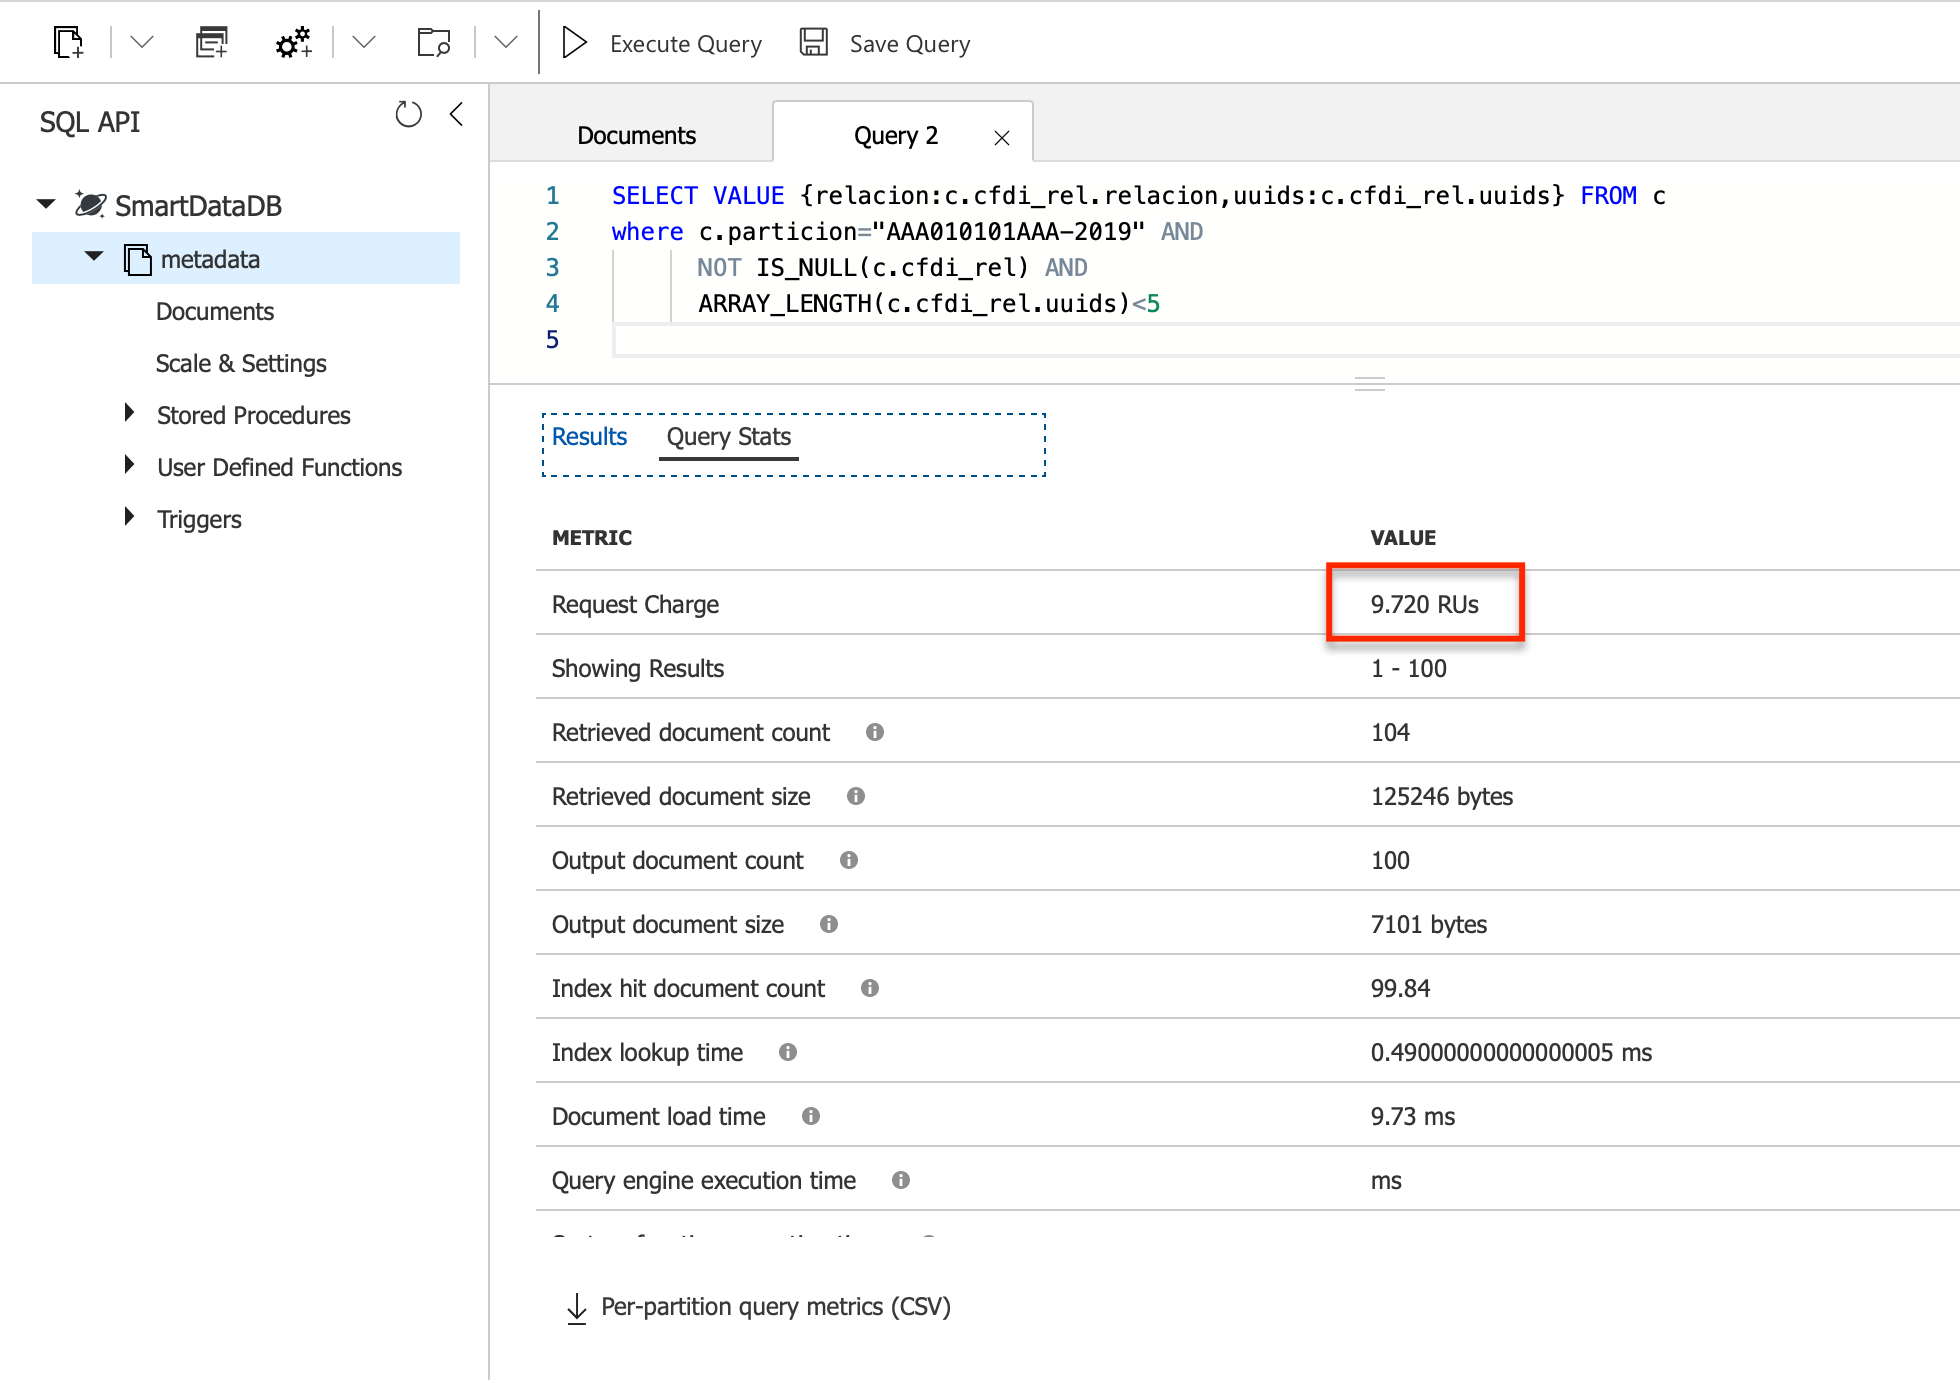 Execute Query
Save Query
SQL API
SmartDataDB
metadata
Documents
Scale & Settings
Stored Procedures
User Defined Functions
Triggers
Documents
Query 2
1 SELECT VALUE {relacion:c.cfdi_rel.relacion,uuids:c.cfdi_rel.uuids} FROM c
2 where c.particion="AAA010101AAA-2019" AND
3 NOT IS_NULL(c.cfdi_rel) AND
4 ARRAY_LENGTH(c.cfdi_rel.uuids)<5
5
Results Query Stats
METRIC VALUE
Request Charge 9.720 RUs
Showing Results 1 - 100
Retrieved document count 104
Retrieved document size 125246 bytes
Output document count 100
Output document size 7101 bytes
Index hit document count 99.84
Index lookup time 0.49000000000000005 ms
Document load time 9.73 ms
Query engine execution time ms
Per-partition query metrics (CSV)